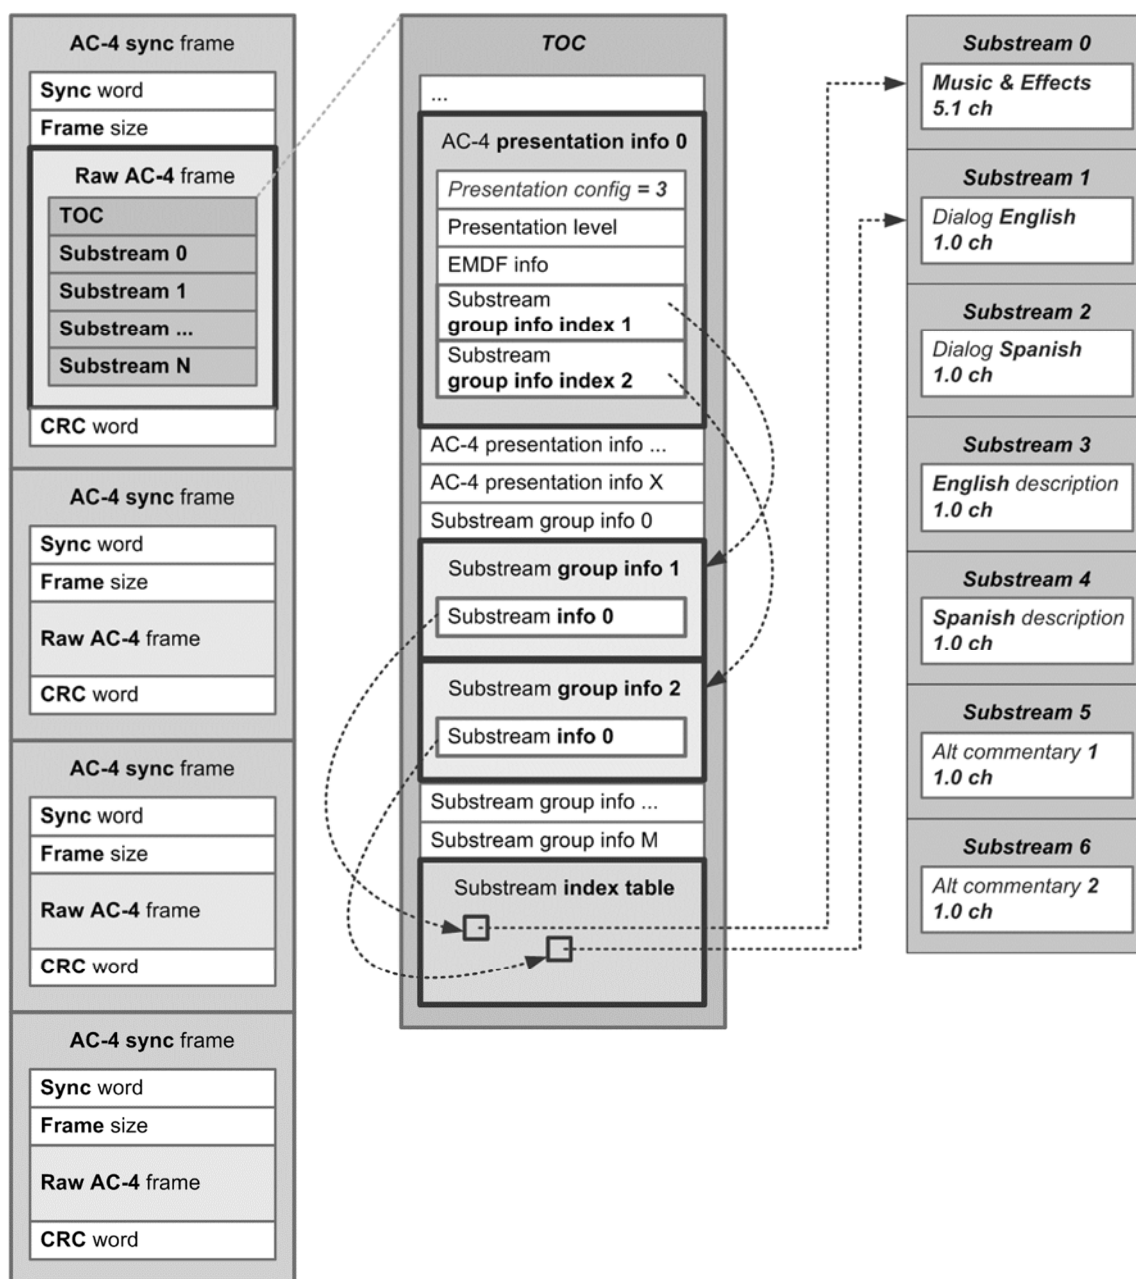 AC-4 sync frame
Sync word
Frame size
Raw AC-4 frame
TOC
Substream 0
Substream 1
Substream ...
Substream N
CRC word
AC-4 sync frame
Sync word
Frame size
Raw AC-4 frame
CRC word
AC-4 sync frame
Sync word
Frame size
Raw AC-4 frame
CRC word
AC-4 sync frame
Sync word
Frame size
Raw AC-4 frame
CRC word
TOC
...
AC-4 presentation info 0
Presentation config = 3
Presentation level
EMDF info
Substream
group info index 1
Substream
group info index 2
AC-4 presentation info ...
AC-4 presentation info X
Substream group info 0
Substream group info 1
Substream info 0
Substream group info 2
Substream info 0
Substream group info ...
Substream group info M
Substream index table
Substream 0
Music & Effects
5.1 ch
Substream 1
Dialog English
1.0 ch
Substream 2
Dialog Spanish
1.0 ch
Substream 3
English description
1.0 ch
Substream 4
Spanish description
1.0 ch
Substream 5
Alt commentary 1
1.0 ch
Substream 6
Alt commentary 2
1.0 ch